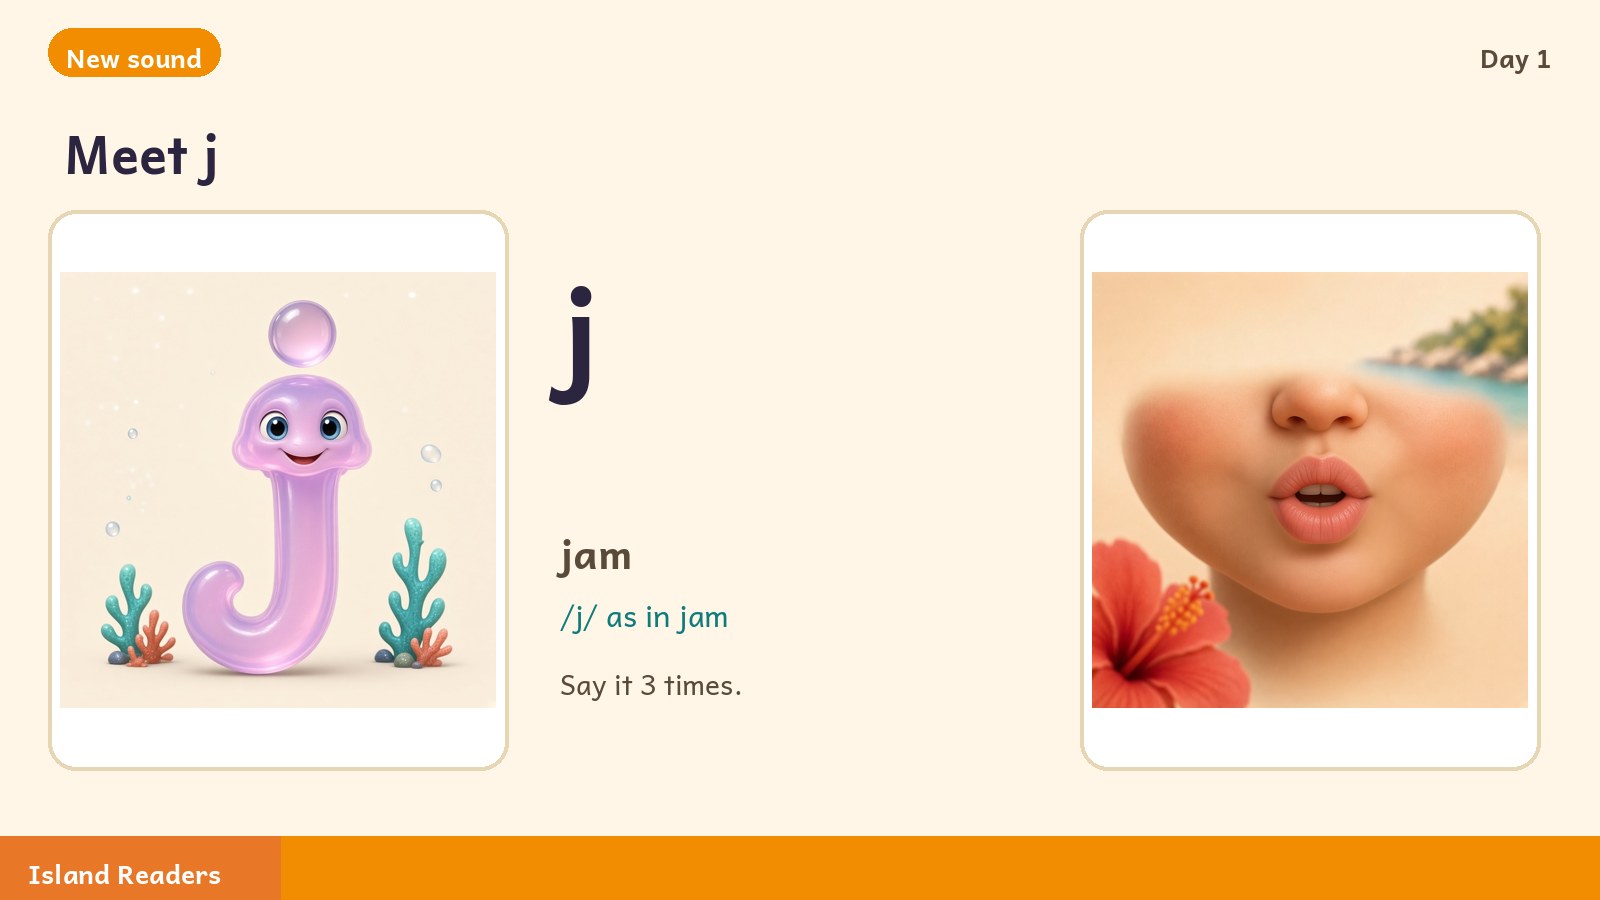 New sound
Day 1
Meet j
j
jam
/j/ as in jam
Say it 3 times.
Island Readers